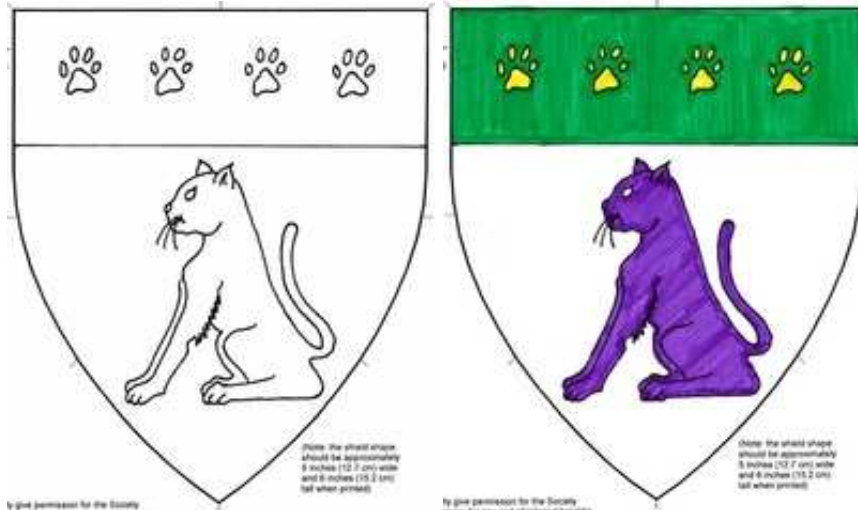 (Note: the shield shape
should be approximately
5 inches (12.7 cm) wide
and 6 inches (15.2 cm)
tall when printed)
ly give permission for the Society
(Note: the shield shape
should be approximately
5 inches (12.7 cm) wide
and 6 inches (15.2 cm)
tall when printed)
ly give permission for the Society